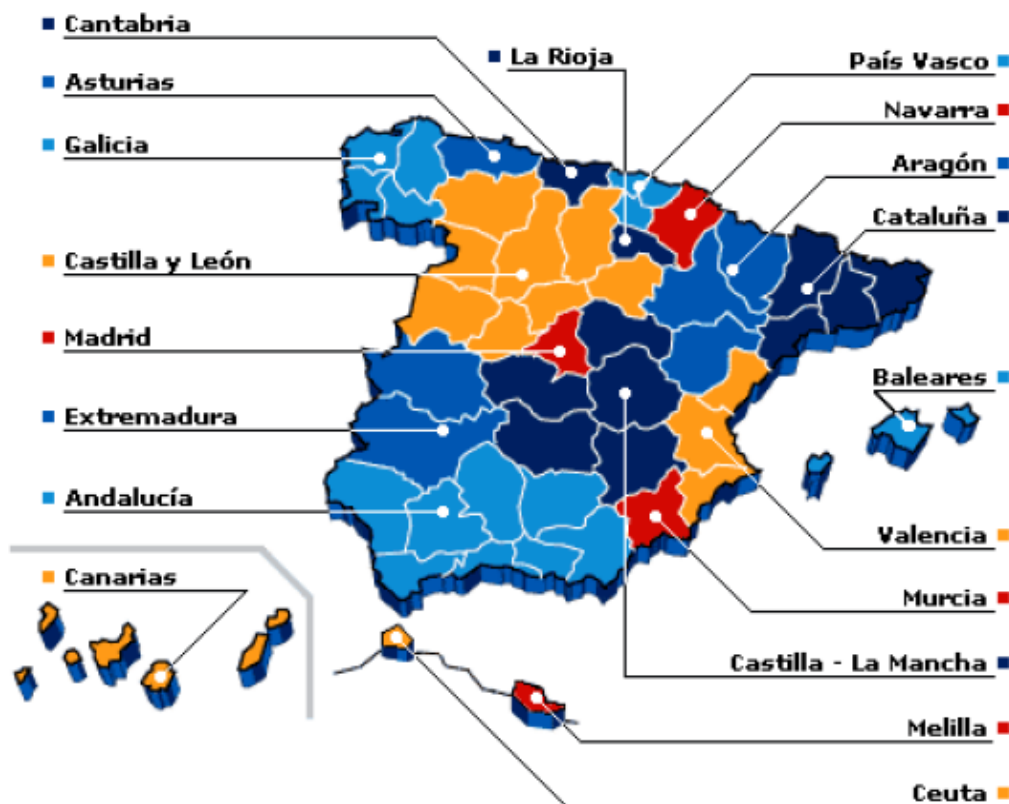 Cantabria
La Rioja
País Vasco
Asturias
Navarra
Galicia
Aragón
Cataluña
Castilla y León
Madrid
Baleares
Extremadura
Andalucía
Valencia
Canarias
Murcia
Castilla - La Mancha
Melilla
Ceuta